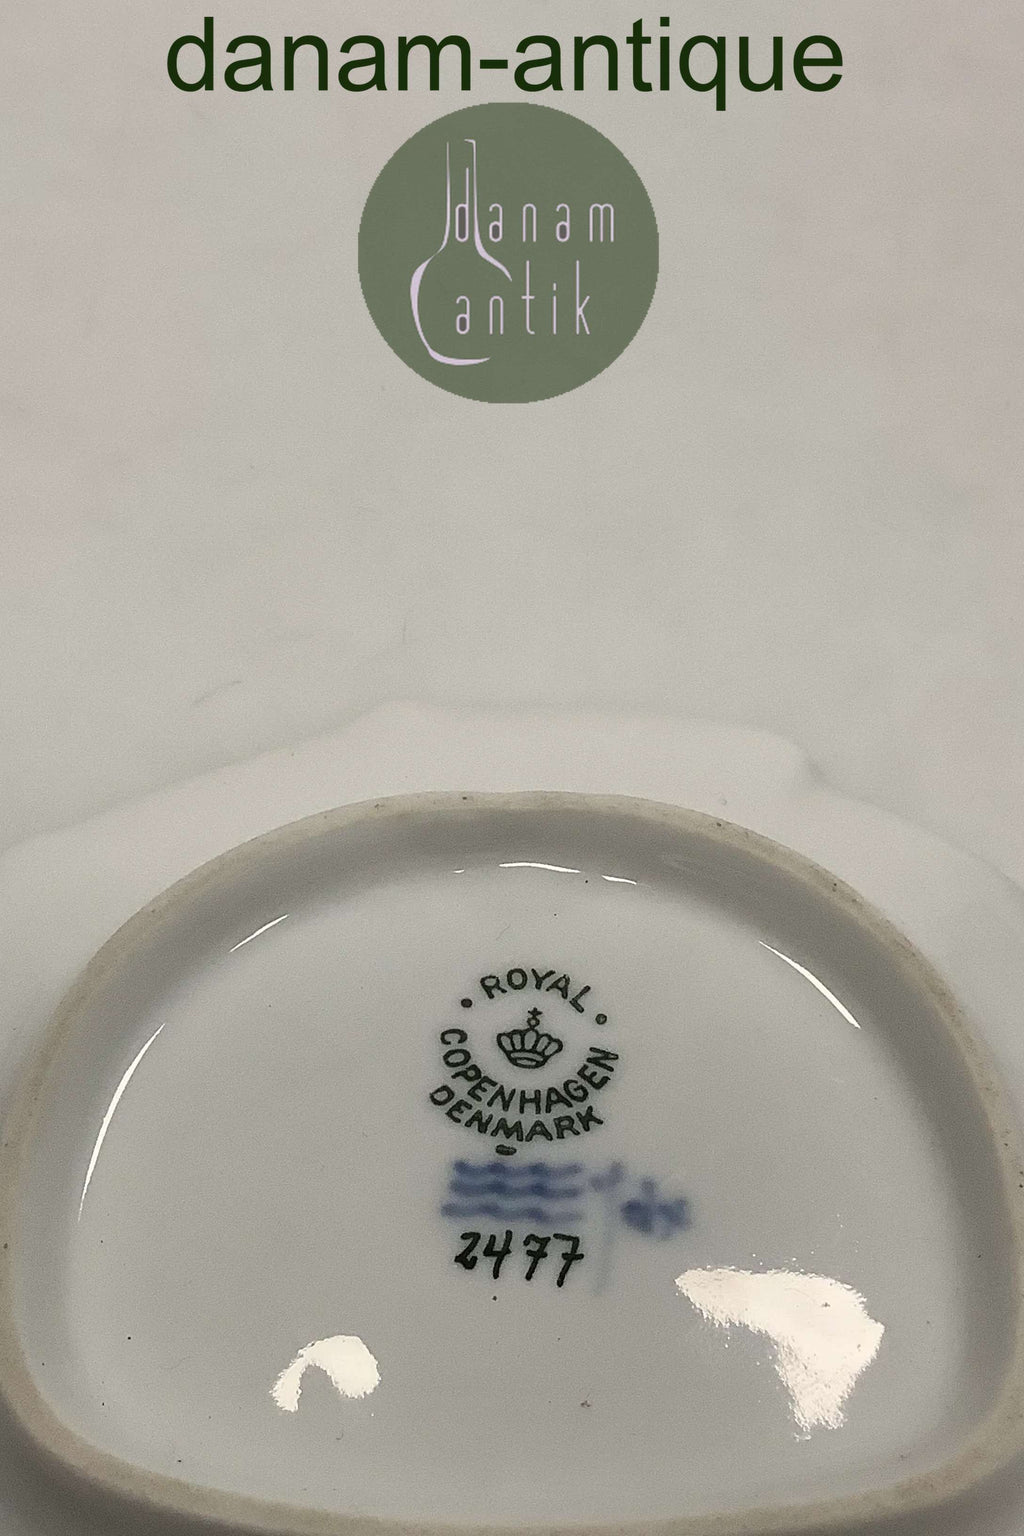 danam-antique
danam
antik
ROYAL
COPENHAGEN
DENMARK
2477